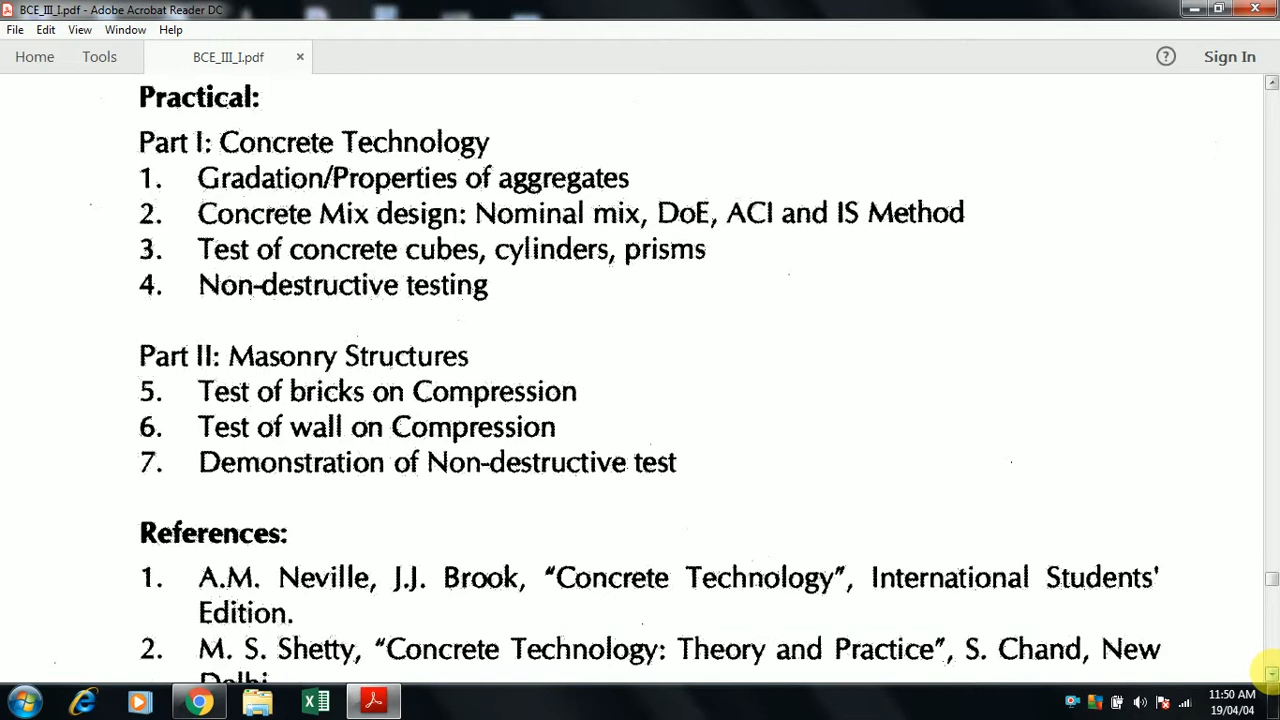 BCE_III_I.pdf - Adobe Acrobat Reader DC
File Edit View Window Help
Home Tools BCE_III_I.pdf × ? Sign In
Practical:
Part I: Concrete Technology
1. Gradation/Properties of aggregates
2. Concrete Mix design: Nominal mix, DoE, ACI and IS Method
3. Test of concrete cubes, cylinders, prisms
4. Non-destructive testing
Part II: Masonry Structures
5. Test of bricks on Compression
6. Test of wall on Compression
7. Demonstration of Non-destructive test
References:
1. A.M. Neville, J.J. Brook, “Concrete Technology”, International Students'
Edition.
2. M. S. Shetty, “Concrete Technology: Theory and Practice”, S. Chand, New
Delhi
11:50 AM
19/04/04